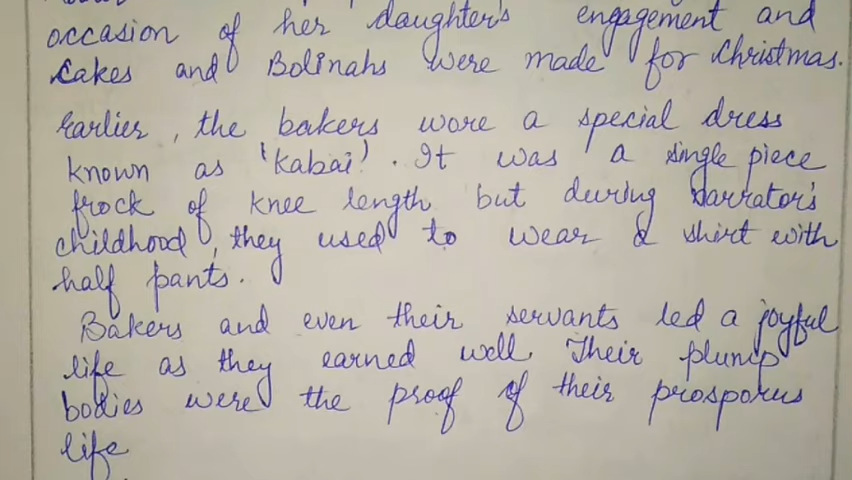 occasion of her daughter's engagement and
Cakes and Bolinahs were made for Christmas.
Earlier, the bakers wore a special dress
known as 'Kabai'. It was a single piece
frock of knee length but during narrator's
childhood, they used to wear a shirt with
half pants.
Bakers and even their servants led a joyful
life as they earned well. Their plump
bodies were the proof of their prosporus
life